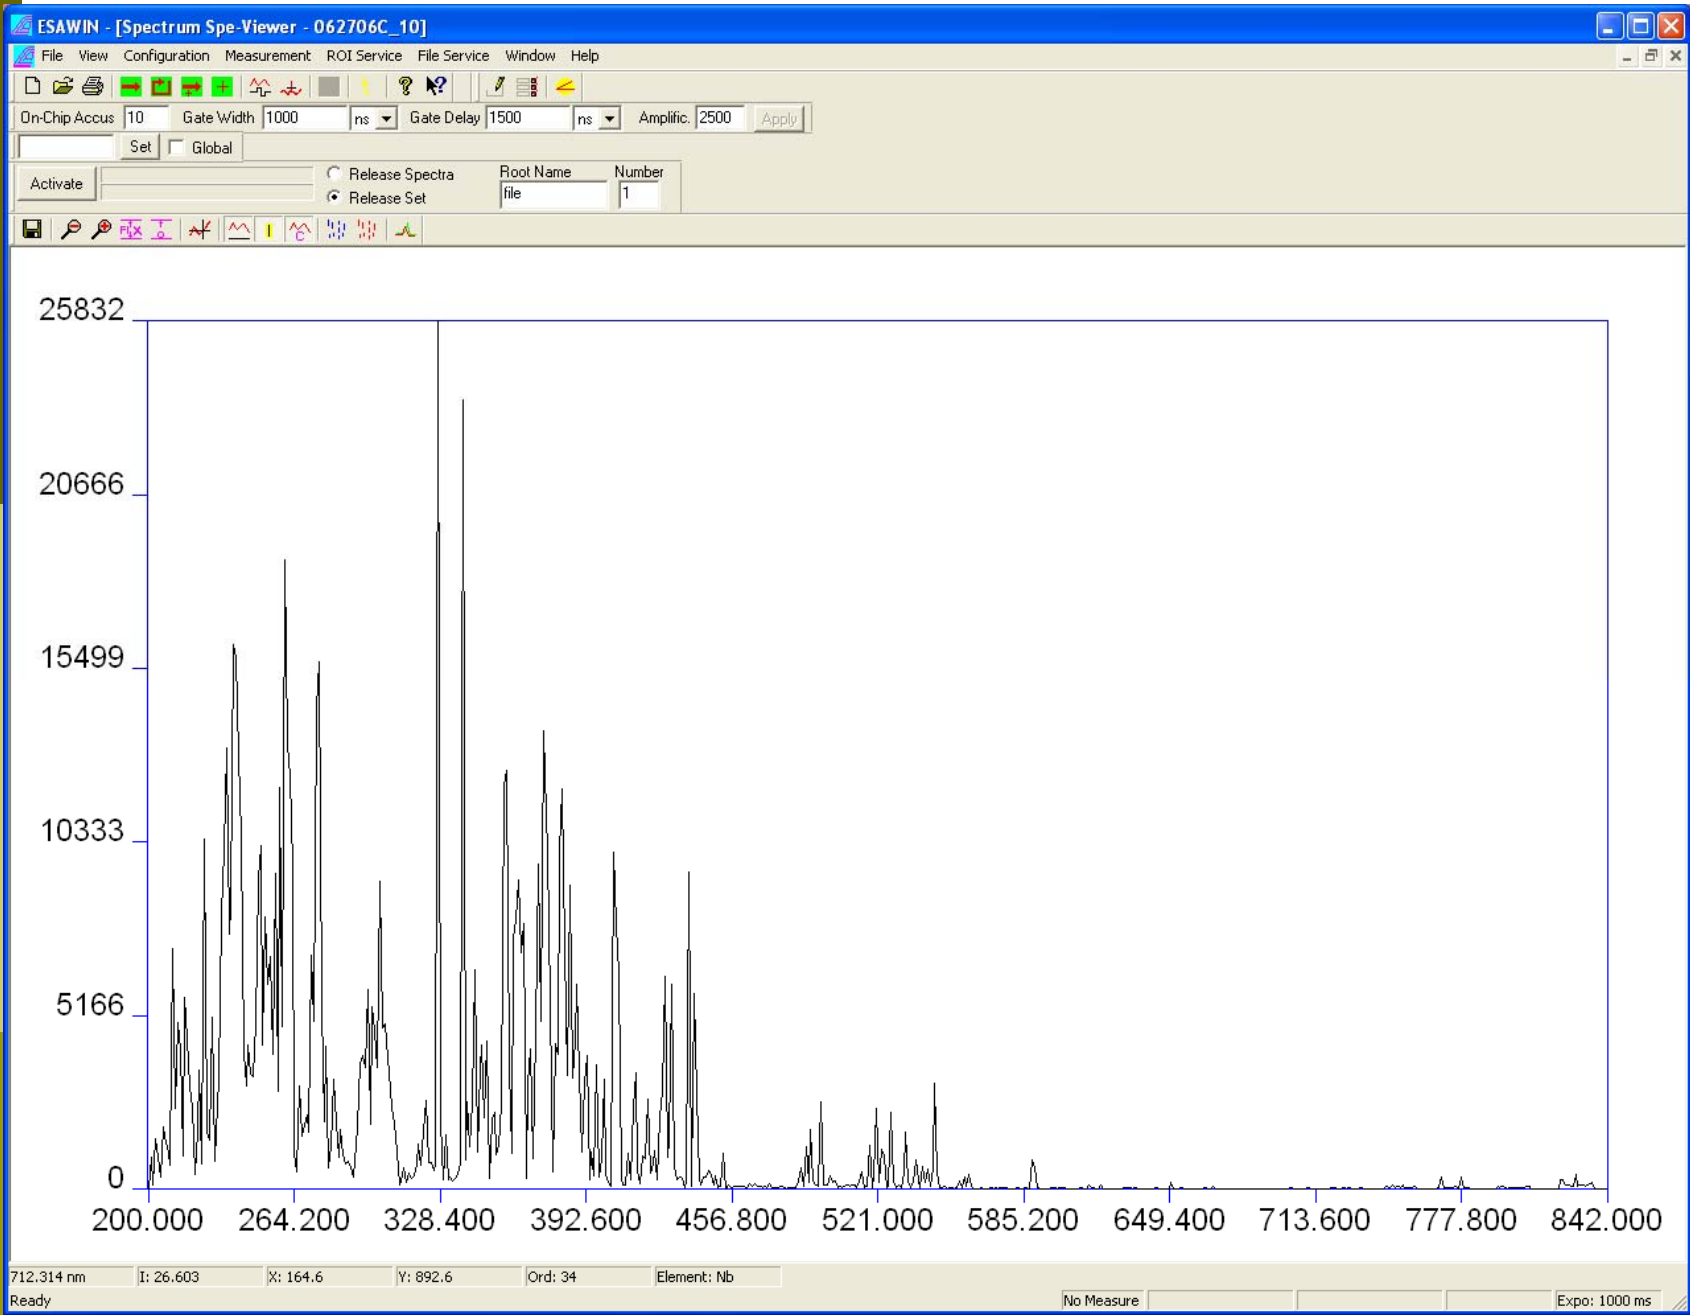 ESAWIN - [Spectrum Spe-Viewer - 062706C_10]
File View Configuration Measurement ROI Service File Service Window Help
On-Chip Accus 10 Gate Width 1000 ns Gate Delay 1500 ns Amplific. 2500 Apply
Set Global
Activate Release Spectra Root Name Number
Release Set file 1
25832
20666
15499
10333
5166
0
200.000 264.200 328.400 392.600 456.800 521.000 585.200 649.400 713.600 777.800 842.000
712.314 nm I: 26.603 X: 164.6 Y: 892.6 Ord: 34 Element: Nb
Ready No Measure Expo: 1000 ms